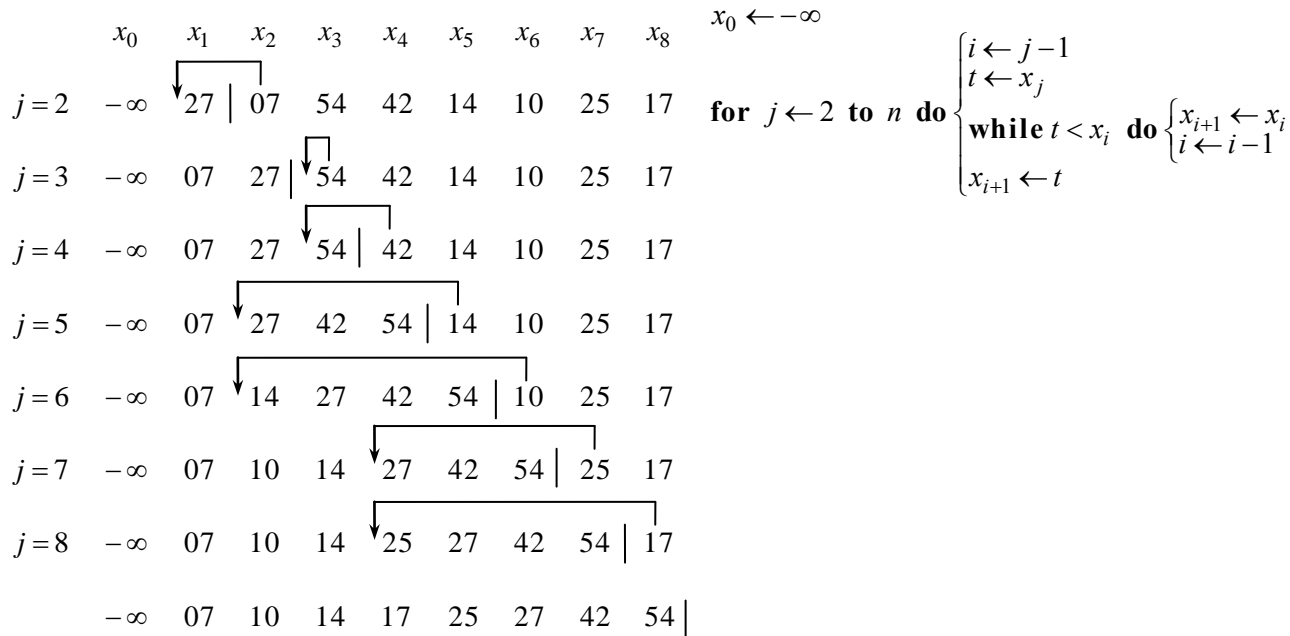 x₀ x₁ x₂ x₃ x₄ x₅ x₆ x₇ x₈
j = 2 −∞ 27 | 07 54 42 14 10 25 17
j = 3 −∞ 07 27 | 54 42 14 10 25 17
j = 4 −∞ 07 27 54 | 42 14 10 25 17
j = 5 −∞ 07 27 42 54 | 14 10 25 17
j = 6 −∞ 07 14 27 42 54 | 10 25 17
j = 7 −∞ 07 10 14 27 42 54 | 25 17
j = 8 −∞ 07 10 14 25 27 42 54 | 17
−∞ 07 10 14 17 25 27 42 54 |
x₀ ← −∞
for j ← 2 to n do
i ← j − 1
t ← xⱼ
while t < xᵢ do
xᵢ₊₁ ← xᵢ
i ← i − 1
xᵢ₊₁ ← t